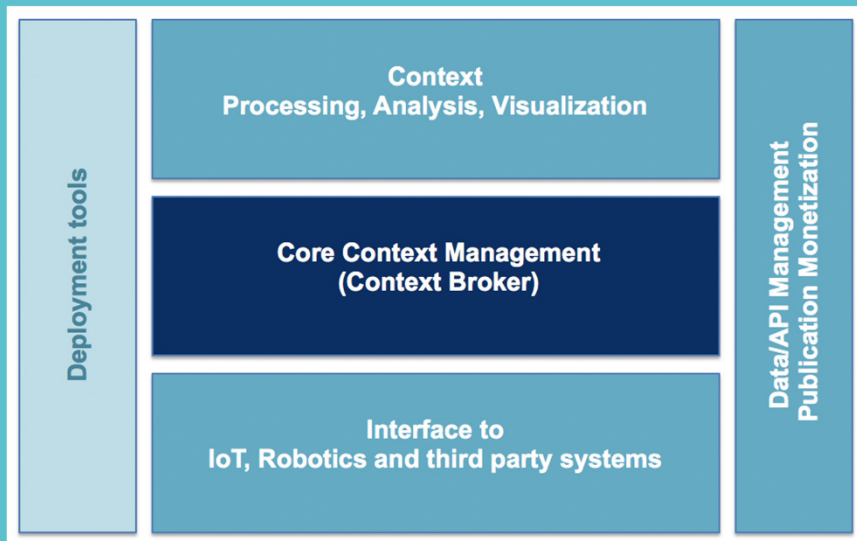 Deployment tools
Context
Processing, Analysis, Visualization
Core Context Management
(Context Broker)
Interface to
IoT, Robotics and third party systems
Data/API Management
Publication Monetization